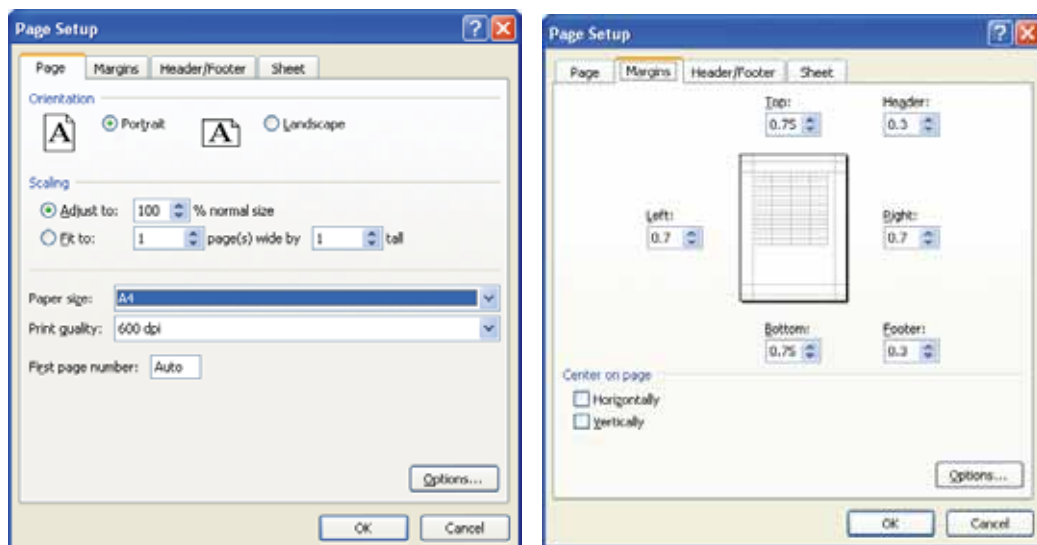 Page Setup
Page Margins Header/Footer Sheet
Orientation
A Portrait A Landscape
Scaling
Adjust to: 100 % normal size
Fit to: 1 page(s) wide by 1 tall
Paper size: A4
Print quality: 600 dpi
First page number: Auto
Options...
OK Cancel
Page Setup
Page Margins Header/Footer Sheet
Top: Header:
0.75 0.3
Left: Right:
0.7 0.7
Bottom: Footer:
0.75 0.3
Center on page
Horizontally
Vertically
Options...
OK Cancel